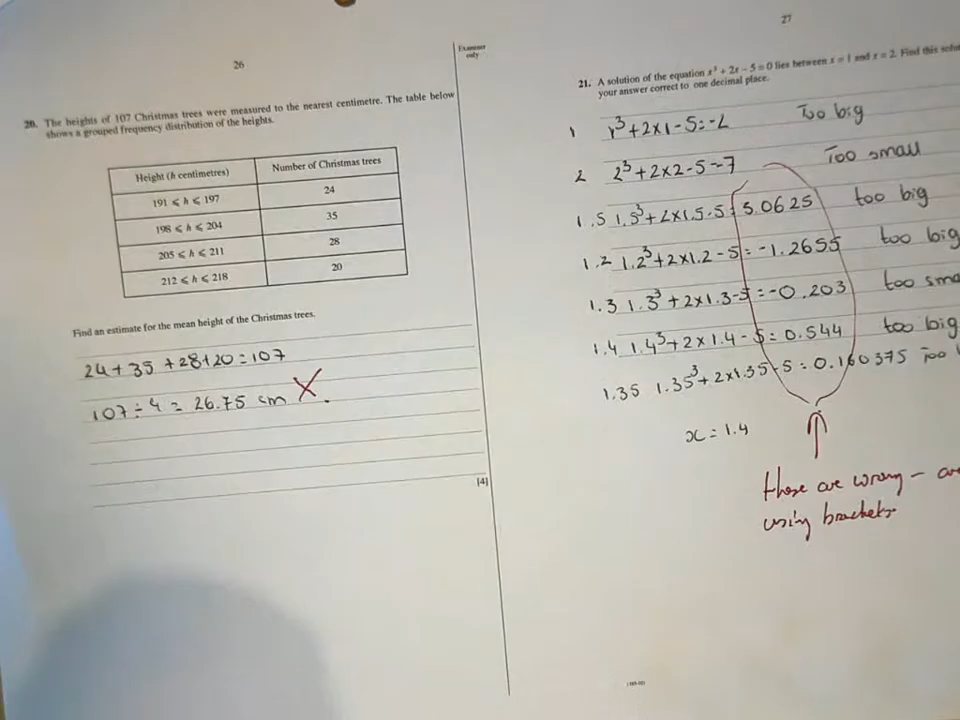 26
Examiner only
20. The heights of 107 Christmas trees were measured to the nearest centimetre. The table below
shows a grouped frequency distribution of the heights.
Height (h centimetres) Number of Christmas trees
191 ⩽ h ⩽ 197 24
198 ⩽ h ⩽ 204 35
205 ⩽ h ⩽ 211 28
212 ⩽ h ⩽ 218 20
Find an estimate for the mean height of the Christmas trees.
24+35+28+20=107
107÷4 = 26.75 cm X.
[4]
27
21. A solution of the equation x³ + 2x − 5 = 0 lies between x = 1 and x = 2. Find this
your answer correct to one decimal place.
1 1³+2×1-5=-2 Too big
2 2³+2×2-5=7 Too small
1.5 1.5³+2×1.5-5=5.0625 too big
1.2 1.2³+2×1.2-5=-1.2655 too big
1.3 1.3³+2×1.3-5=-0.203 too
1.4 1.4³+2×1.4-5=0.544 too big
1.35 1.35³+2×1.35-5=0.160375 Too
x = 1.4
these are wrong -
using brackets